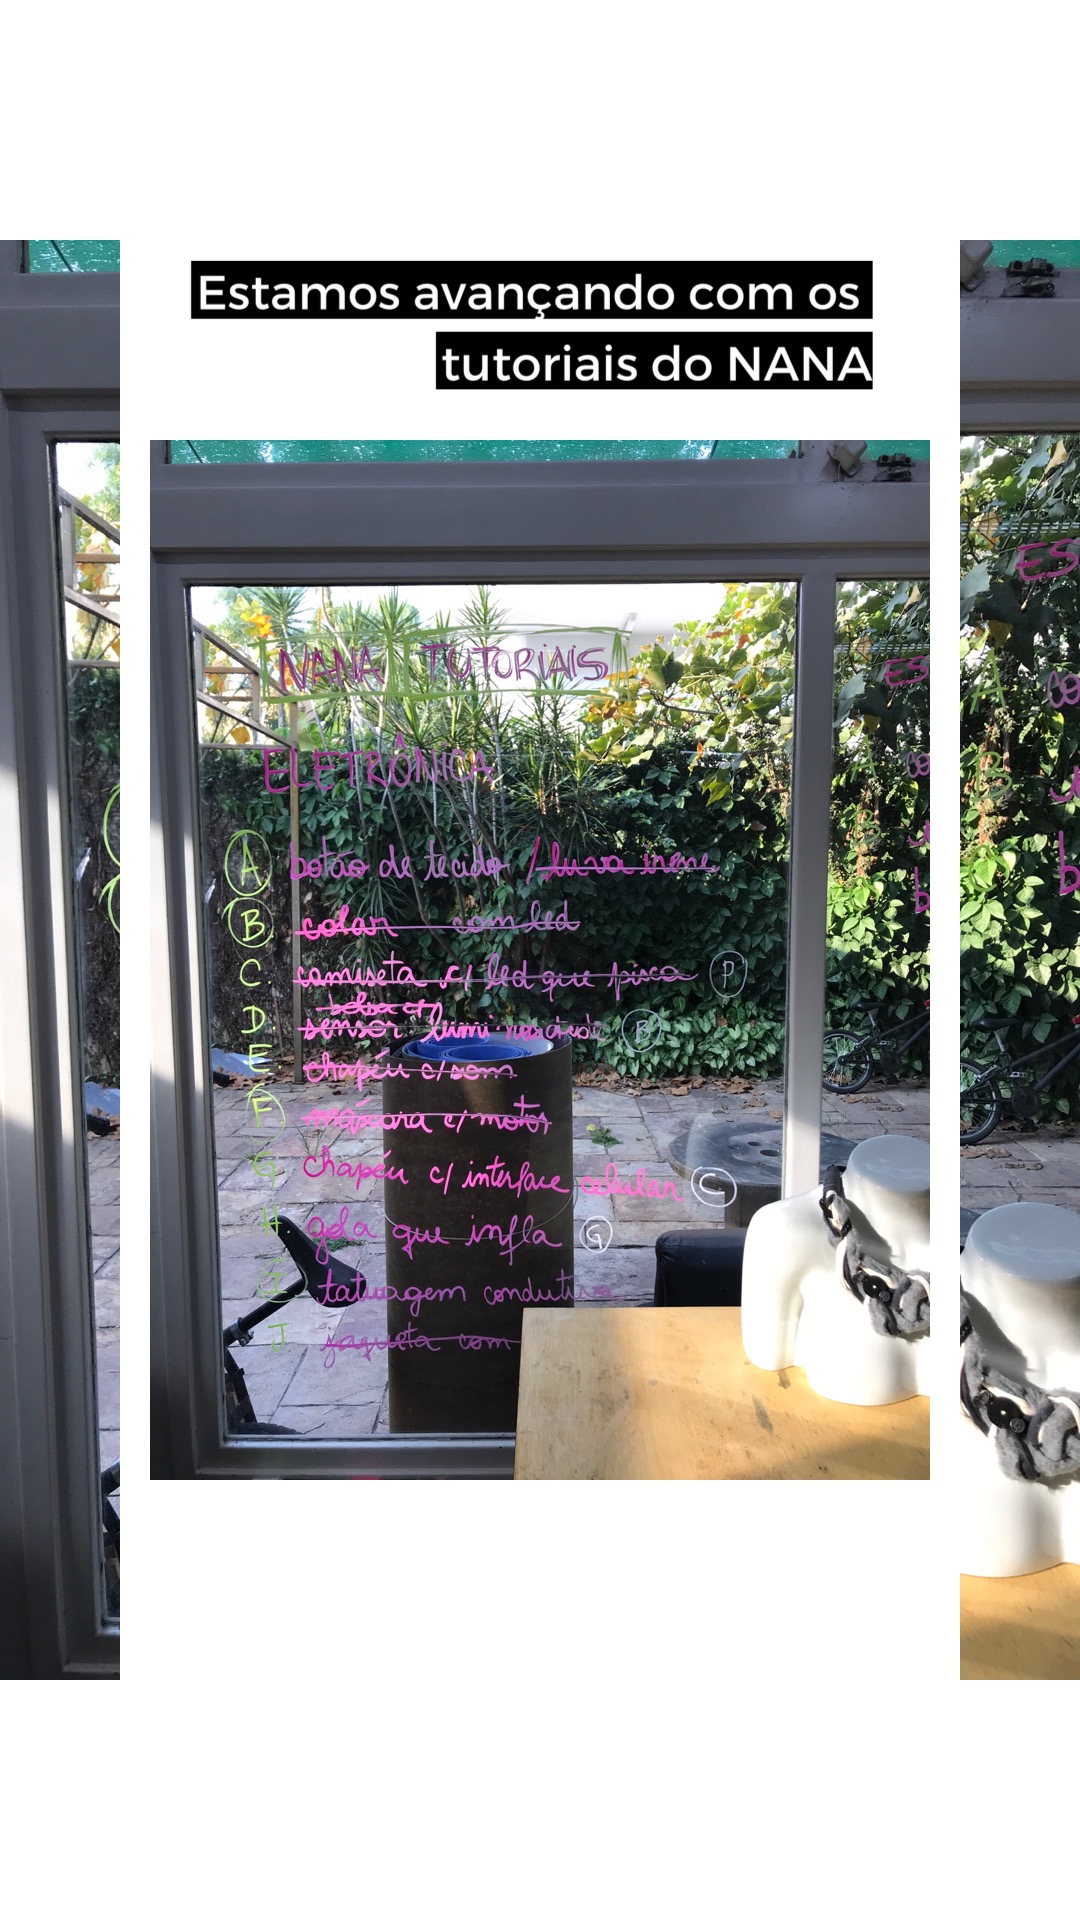 Estamos avançando com os
tutoriais do NANA
NANA TUTORIAIS
ELETRÔNICA
A botão de tecido / luva
B colar com led
C camiseta c/ led que pisca P
bolsa c/
D sensor lumi B
E chapéu c/ som
F máscara c/ motor
G chapéu c/ interface celular C
H gola que infla G
I tatuagem condutiva
J jaqueta com
ES
A co
B
b